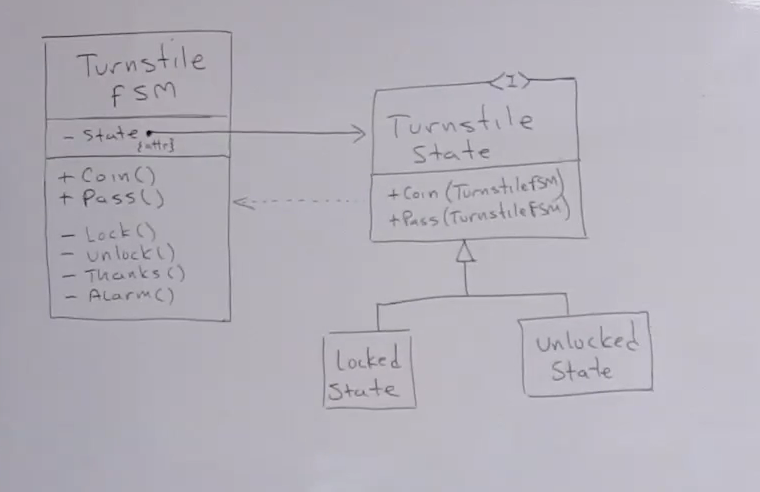 Turnstile
FSM
- State
{attr}
+ Coin()
+ Pass()
- Lock()
- unlock()
- Thanks()
- Alarm()
<I>
Turnstile
State
+Coin (TurnstileFSM)
+Pass(TurnstileFSM)
Locked
State
unlocked
State